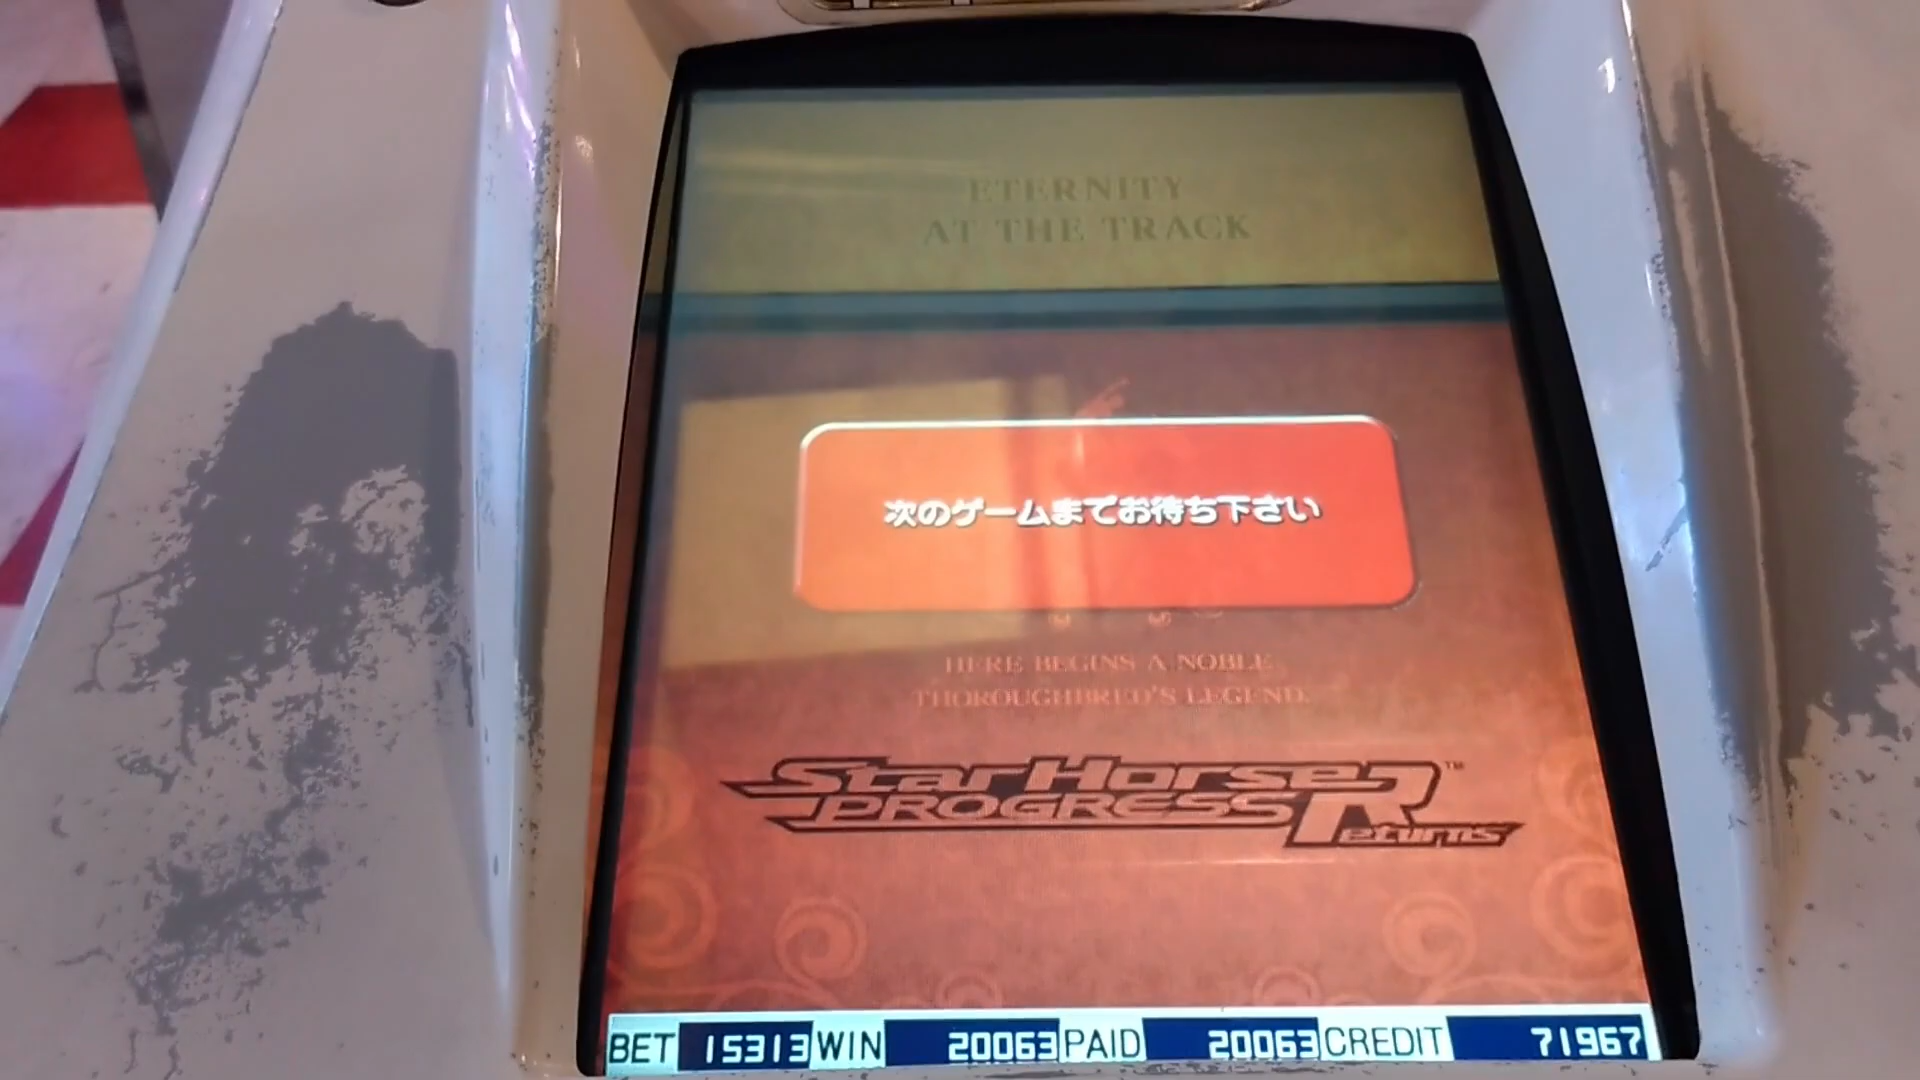 ETERNITY
AT THE TRACK
次のゲームまでお待ち下さい
HERE BEGINS A NOBLE
THOROUGHBRED'S LEGEND.
StarHorse
PROGRESS Returns™
BET 15313 WIN 20063 PAID 20063 CREDIT 71967